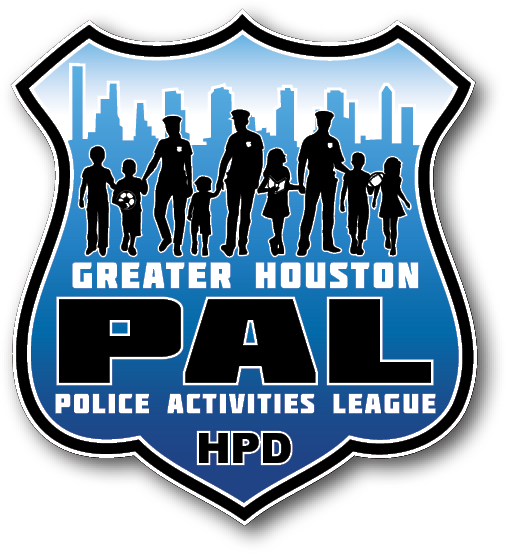 GREATER HOUSTON
PAL
POLICE ACTIVITIES LEAGUE
HPD